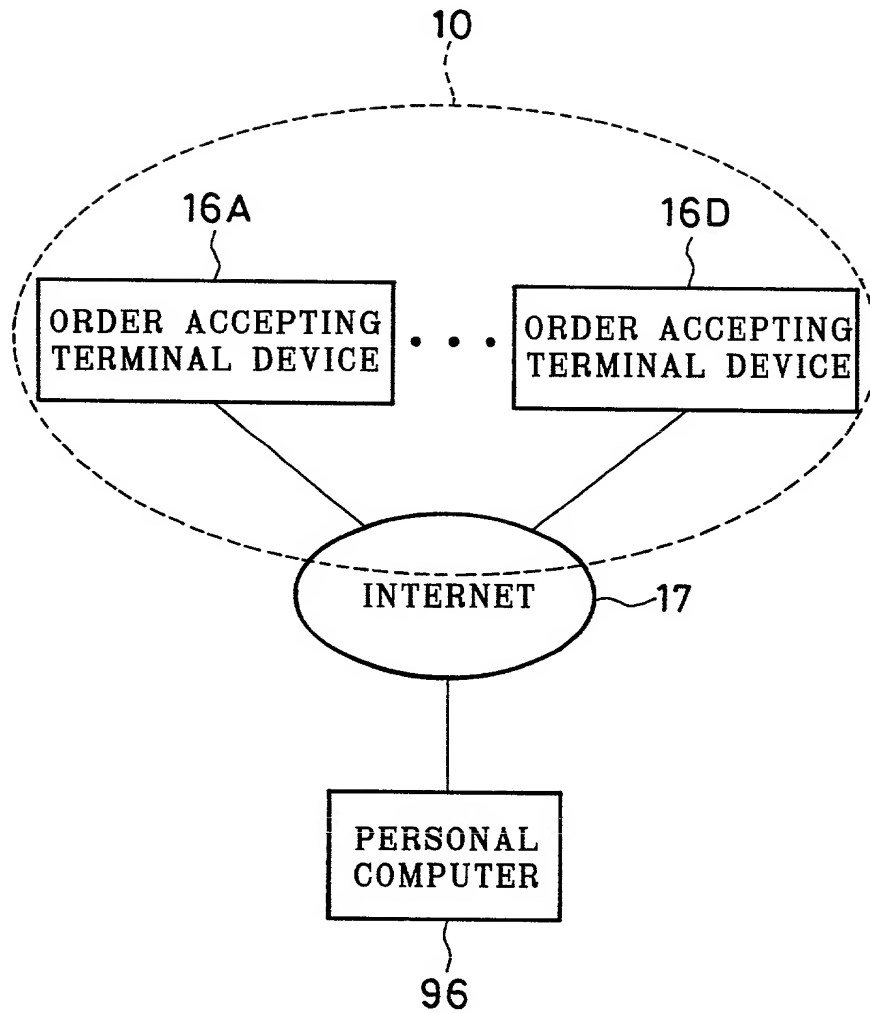 10
16A
16D
ORDER ACCEPTING
TERMINAL DEVICE
• • •
ORDER ACCEPTING
TERMINAL DEVICE
INTERNET
17
PERSONAL
COMPUTER
96